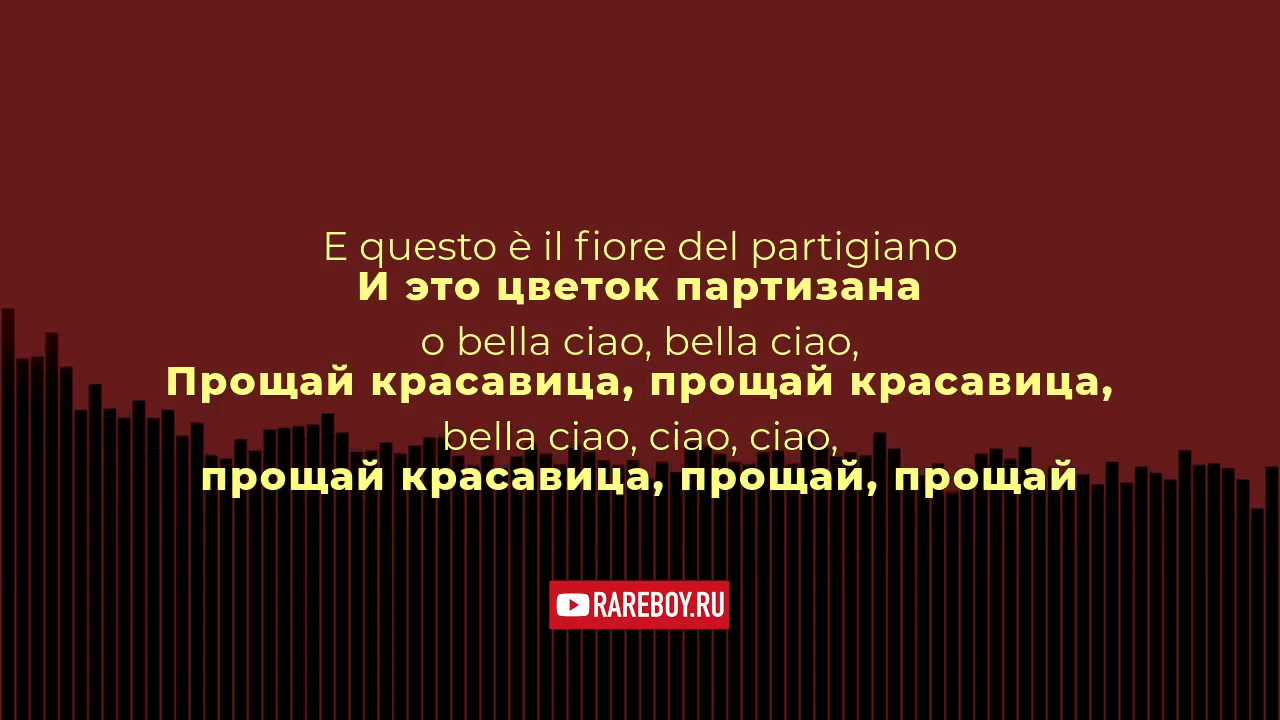 E questo è il fiore del partigiano
И это цветок партизана
o bella ciao, bella ciao,
Прощай красавица, прощай красавица,
bella ciao, ciao, ciao,
прощай красавица, прощай, прощай
RAREBOY.RU